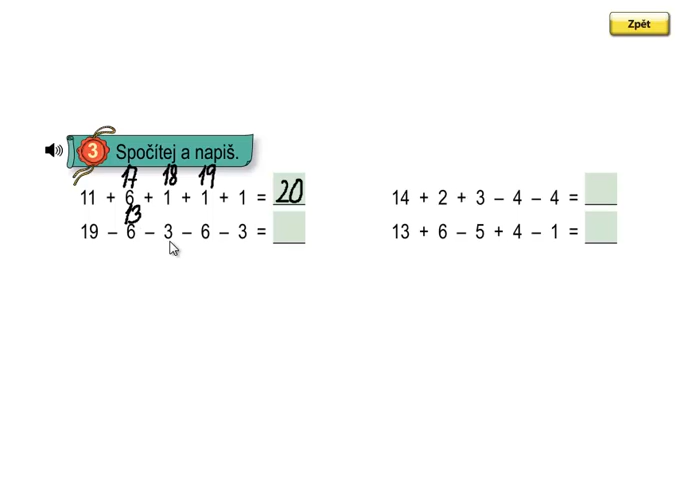 Zpět
3 Spočítej a napiš.
17 18 19
11 + 6 + 1 + 1 + 1 = 20
13
19 – 6 – 3 – 6 – 3 =
14 + 2 + 3 – 4 – 4 =
13 + 6 – 5 + 4 – 1 =